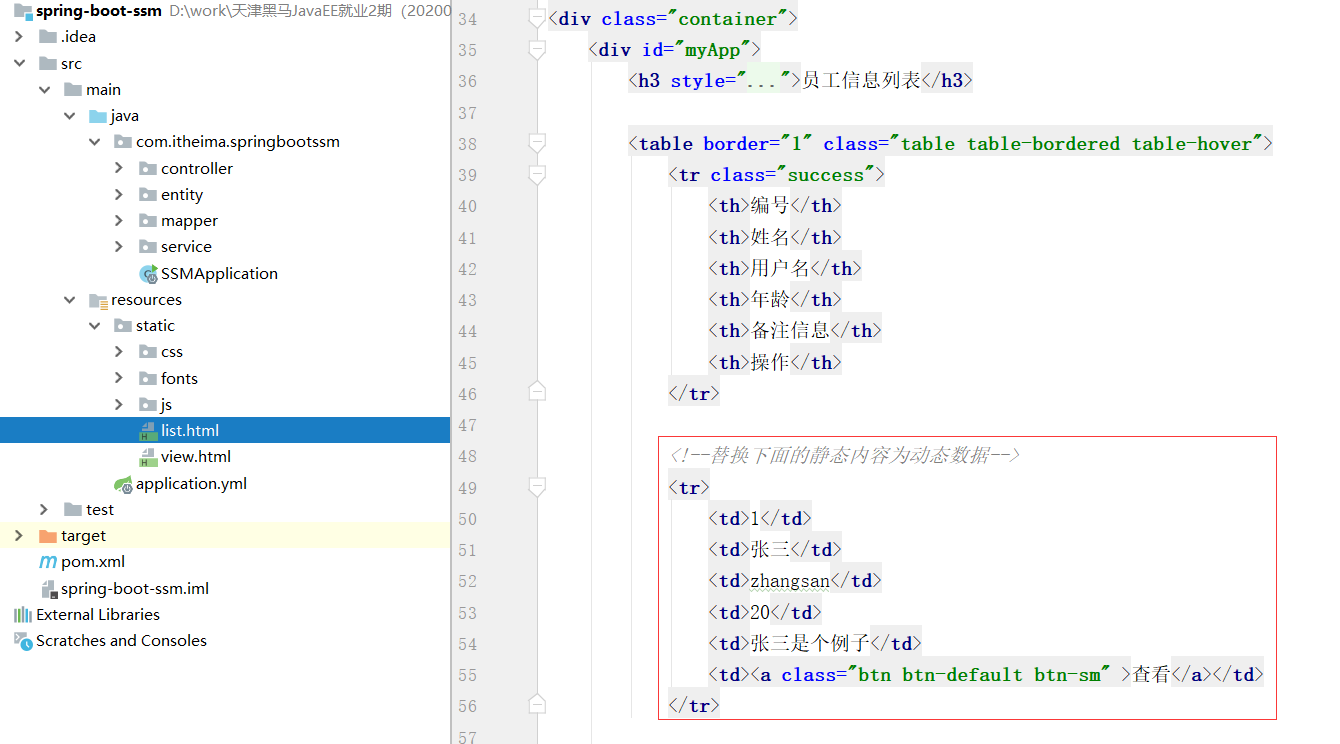 spring-boot-ssm D:\work\天津黑马JavaEE就业2期（20200
.idea
src
main
java
com.itheima.springbootssm
controller
entity
mapper
service
SSMApplication
resources
static
css
fonts
js
list.html
view.html
application.yml
test
target
pom.xml
spring-boot-ssm.iml
External Libraries
Scratches and Consoles
34 <div class="container">
35 <div id="myApp">
36 <h3 style="...">员工信息列表</h3>
37
38 <table border="1" class="table table-bordered table-hover">
39 <tr class="success">
40 <th>编号</th>
41 <th>姓名</th>
42 <th>用户名</th>
43 <th>年龄</th>
44 <th>备注信息</th>
45 <th>操作</th>
46 </tr>
47
48 <!--替换下面的静态内容为动态数据-->
49 <tr>
50 <td>1</td>
51 <td>张三</td>
52 <td>zhangsan</td>
53 <td>20</td>
54 <td>张三是个例子</td>
55 <td><a class="btn btn-default btn-sm" >查看</a></td>
56 </tr>
57